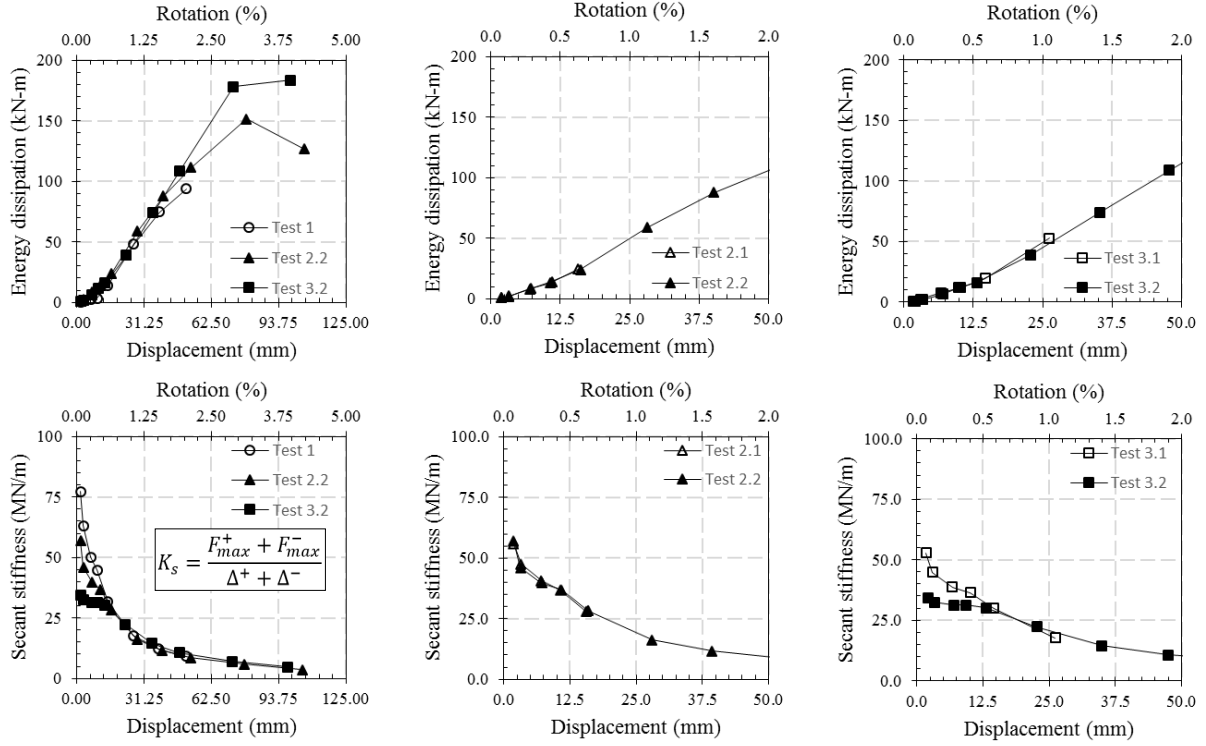 Rotation (%)
0.00 1.25 2.50 3.75 5.00
200
150
100
50
0
Energy dissipation (kN-m)
Test 1
Test 2.2
Test 3.2
0.00 31.25 62.50 93.75 125.00
Displacement (mm)
Rotation (%)
0.0 0.5 1.0 1.6 2.0
200
150
100
50
0
Energy dissipation (kN-m)
Test 2.1
Test 2.2
0.0 12.5 25.0 37.5 50.0
Displacement (mm)
Rotation (%)
0.0 0.5 1.0 1.5 2.0
200
150
100
50
0
Energy dissipation (kN-m)
Test 3.1
Test 3.2
0.0 12.5 25.0 37.5 50.0
Displacement (mm)
Rotation (%)
0.00 1.25 2.50 3.75 5.00
100
75
50
25
0
Secant stiffness (MN/m)
Test 1
Test 2.2
Test 3.2
K_s = (F_max^+ + F_max^-) / (Δ^+ + Δ^-)
0.00 31.25 62.50 93.75 125.00
Displacement (mm)
Rotation (%)
0.0 0.5 1.0 1.6 2.0
100.0
75.0
50.0
25.0
0.0
Secant stiffness (MN/m)
Test 2.1
Test 2.2
0.0 12.5 25.0 37.5 50.0
Displacement (mm)
Rotation (%)
0.0 0.5 1.0 1.5 2.0
100.0
75.0
50.0
25.0
0.0
Secant stiffness (MN/m)
Test 3.1
Test 3.2
0.0 12.5 25.0 37.5 50.0
Displacement (mm)